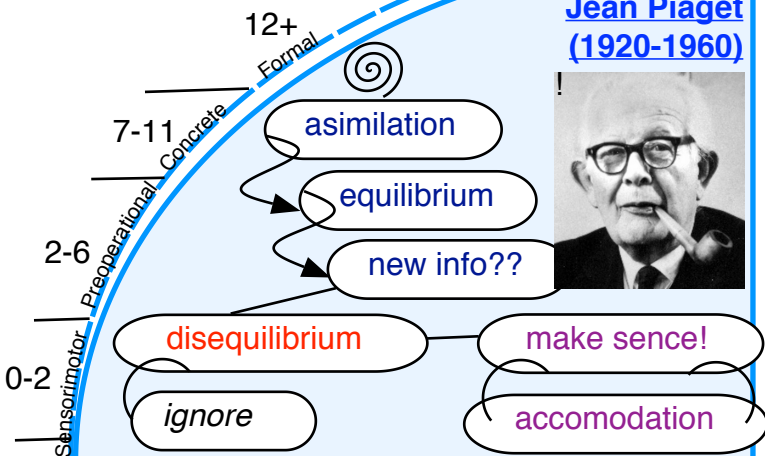 Jean Piaget
(1920-1960)
!
12+
Formal
7-11
Concrete
2-6
Preoperational
0-2
Sensorimotor
asimilation
equilibrium
new info??
disequilibrium
make sence!
ignore
accomodation